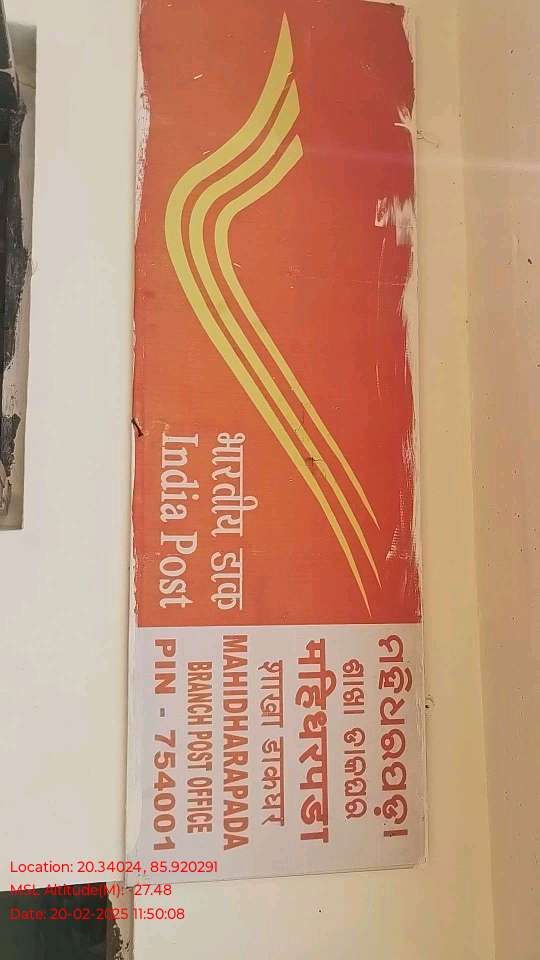 भारतीय डाक
India Post
ମହିଧରପଡ଼ା
ଶାଖା ଡାକଘର
महिधरपडा
शाखा डाकघर
MAHIDHARAPADA
BRANCH POST OFFICE
PIN - 754001
Location: 20.34024, 85.920291
MSL Altitude(M): -27.48
Date: 20-02-2025 11:50:08